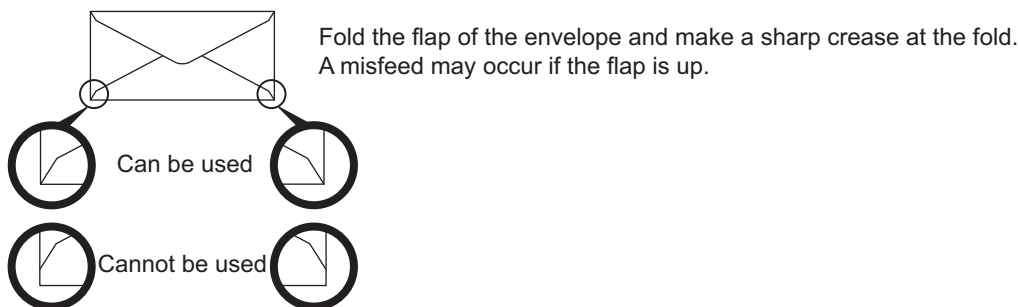 Fold the flap of the envelope and make a sharp crease at the fold.
A misfeed may occur if the flap is up.
Can be used
Cannot be used